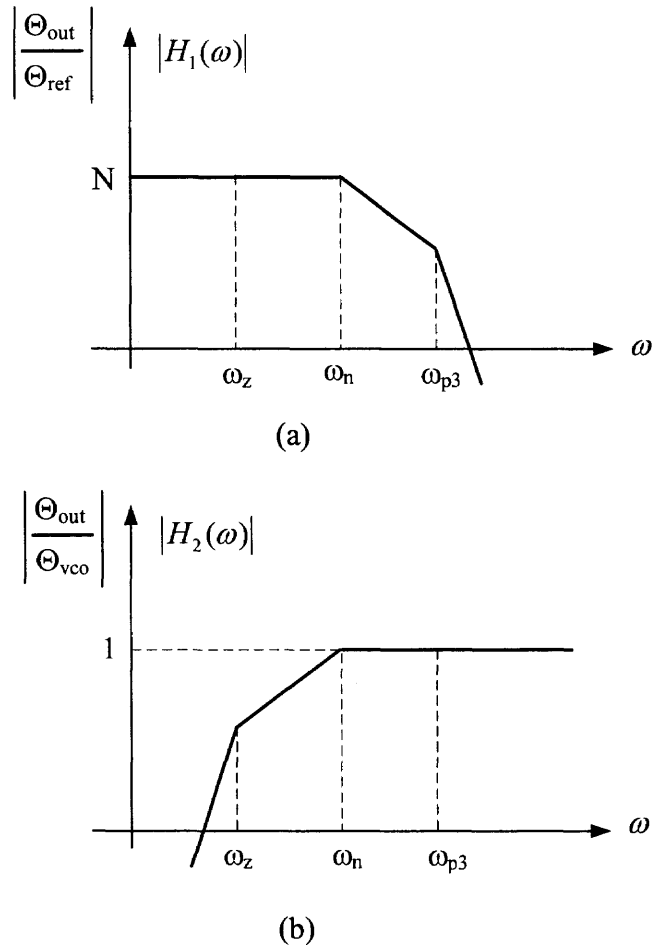 |Θout/Θref| |H₁(ω)|
N
ωz ωn ωp3 ω
(a)
|Θout/Θvco| |H₂(ω)|
1
ωz ωn ωp3 ω
(b)